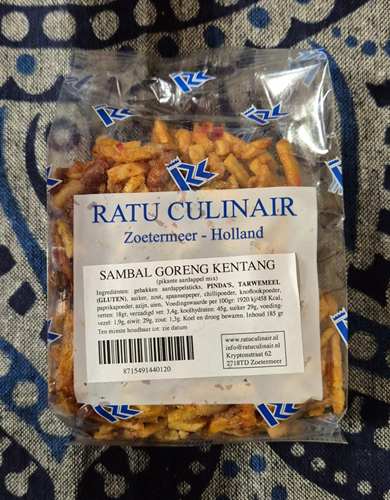 RATU CULINAIR
Zoetermeer - Holland
SAMBAL GORENG KENTANG
(pikante aardappel mix)
Ingrediënten: gebakken aardappelsticks, PINDA'S, TARWEMEEL
(GLUTEN), suiker, zout, spaansepeper, chillipoeder, knoflookpoeder,
paprikapoeder, azijn, uien, Voedingswaarde per 100gr: 1920 kj/458 Kcal,
vetten: 18gr, verzadigd vet: 3,4g, koolhydraten: 45g, suiker 29g, voeding-
vezel: 1,9g, eiwit: 29g, zout: 1,3g. Koel en droog bewaren. Inhoud 185 gr
Ten minste houdbaar tot: zie datum
8715491440120
www.ratuculinair.nl
info@ratuculinair.nl
Kryptonstraat 62
2718TD Zoetermeer